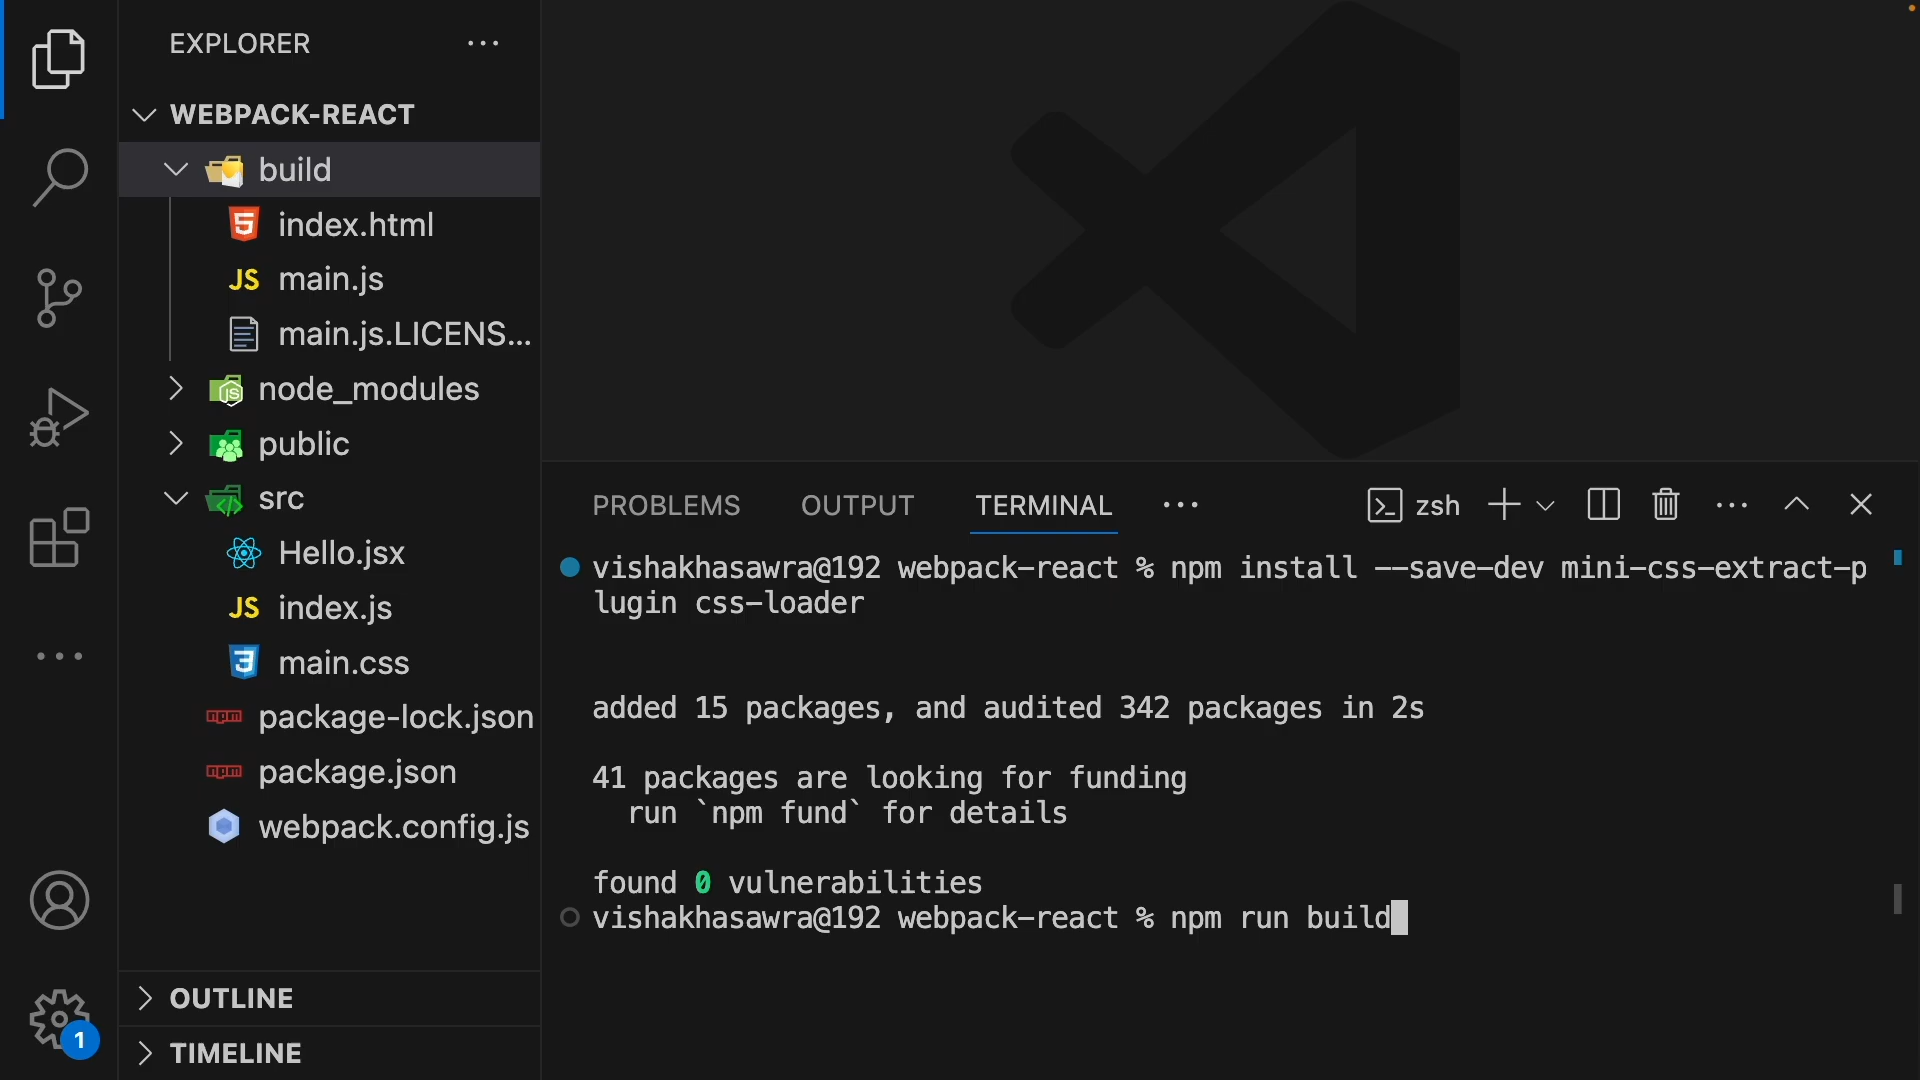 EXPLORER
WEBPACK-REACT
build
index.html
JS main.js
main.js.LICENS...
node_modules
public
src
Hello.jsx
JS index.js
main.css
package-lock.json
package.json
webpack.config.js
OUTLINE
TIMELINE
1
PROBLEMS OUTPUT TERMINAL zsh
vishakhasawra@192 webpack-react % npm install --save-dev mini-css-extract-p
lugin css-loader
added 15 packages, and audited 342 packages in 2s
41 packages are looking for funding
run `npm fund` for details
found 0 vulnerabilities
vishakhasawra@192 webpack-react % npm run build